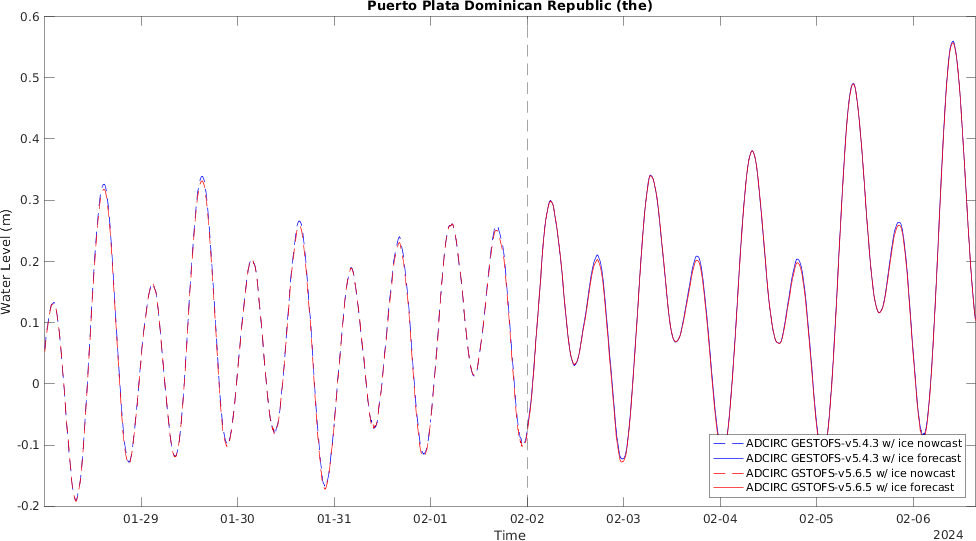 Puerto Plata Dominican Republic (the)
Water Level (m)
0.6
0.5
0.4
0.3
0.2
0.1
0
-0.1
-0.2
ADCIRC GESTOFS-v5.4.3 w/ ice nowcast
ADCIRC GESTOFS-v5.4.3 w/ ice forecast
ADCIRC GSTOFS-v5.6.5 w/ ice nowcast
ADCIRC GSTOFS-v5.6.5 w/ ice forecast
01-29 01-30 01-31 02-01 02-02 02-03 02-04 02-05 02-06
Time
2024